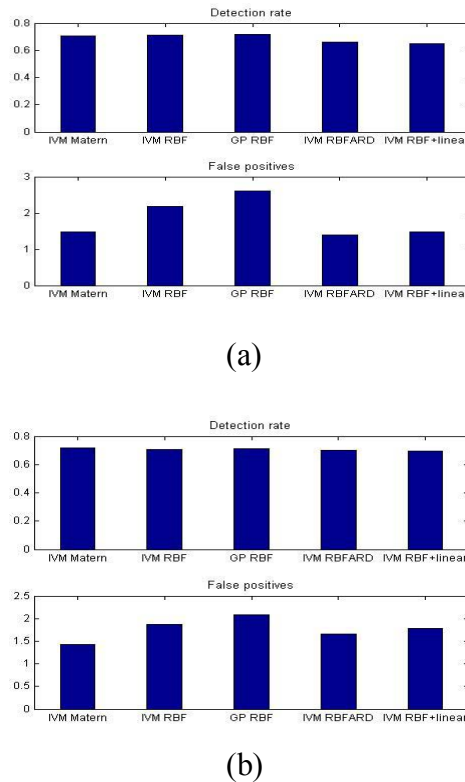 Detection rate
0.8
0.6
0.4
0.2
0
IVM Matern IVM RBF GP RBF IVM RBFARD IVM RBF+linear
False positives
3
2
1
0
IVM Matern IVM RBF GP RBF IVM RBFARD IVM RBF+linear
(a)
Detection rate
0.8
0.6
0.4
0.2
0
IVM Matern IVM RBF GP RBF IVM RBFARD IVM RBF+linear
False positives
2.5
2
1.5
1
0.5
0
IVM Matern IVM RBF GP RBF IVM RBFARD IVM RBF+linear
(b)